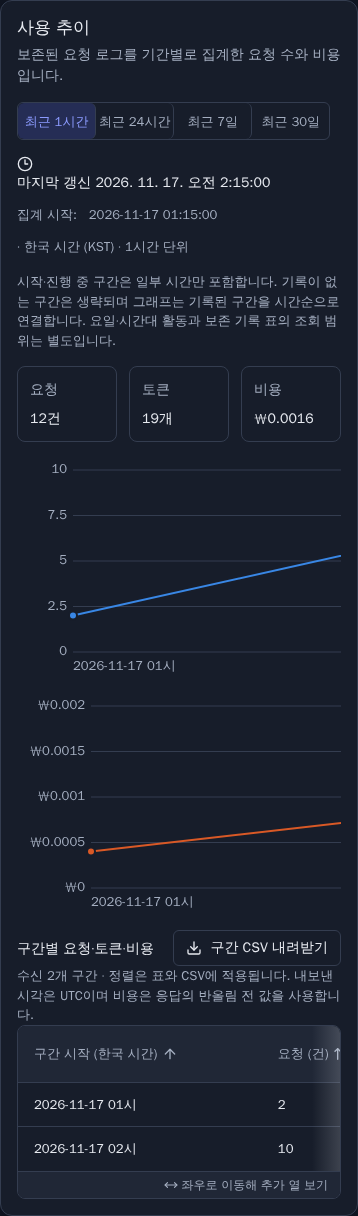 사용 추이
보존된 요청 로그를 기간별로 집계한 요청 수와 비용
입니다.
최근 1시간 최근 24시간 최근 7일 최근 30일
마지막 갱신 2026. 11. 17. 오전 2:15:00
집계 시작: 2026-11-17 01:15:00
· 한국 시간 (KST) · 1시간 단위
시작·진행 중 구간은 일부 시간만 포함합니다. 기록이 없
는 구간은 생략되며 그래프는 기록된 구간을 시간순으로
연결합니다. 요일·시간대 활동과 보존 기록 표의 조회 범
위는 별도입니다.
요청 토큰 비용
12건 19개 ₩0.0016
10
7.5
5
2.5
0
2026-11-17 01시
₩0.002
₩0.0015
₩0.001
₩0.0005
₩0
2026-11-17 01시
구간별 요청·토큰·비용 구간 CSV 내려받기
수신 2개 구간 · 정렬은 표와 CSV에 적용됩니다. 내보낸
시각은 UTC이며 비용은 응답의 반올림 전 값을 사용합니
다.
구간 시작 (한국 시간) ↑ 요청 (건) ↑
2026-11-17 01시 2
2026-11-17 02시 10
↔ 좌우로 이동해 추가 열 보기